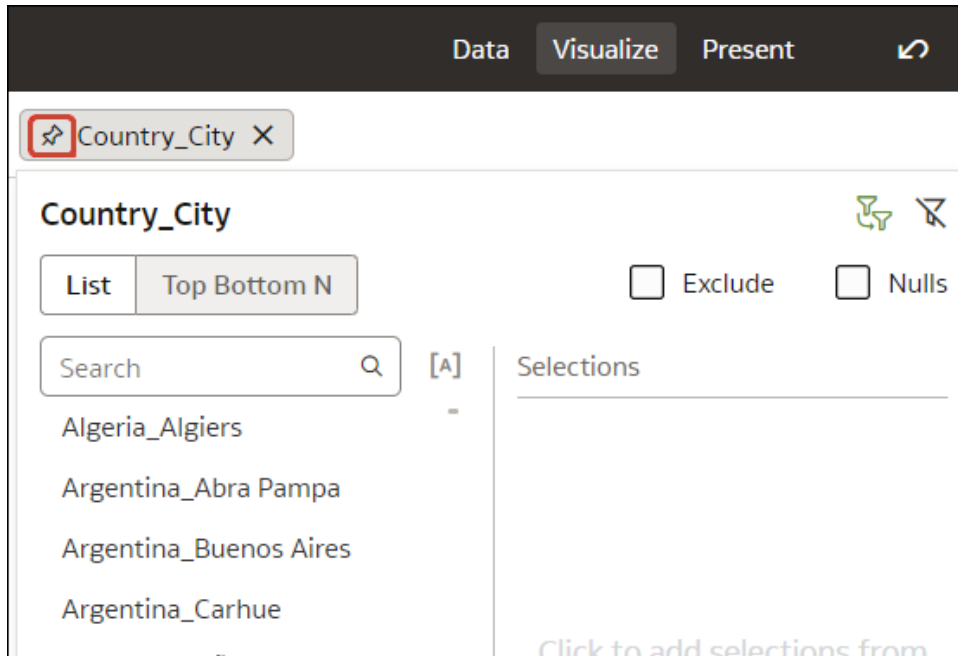 Data Visualize Present
Country_City
Country_City
List Top Bottom N Exclude Nulls
Search [A] Selections
Algeria_Algiers
Argentina_Abra Pampa
Argentina_Buenos Aires
Argentina_Carhue
Click to add selections from